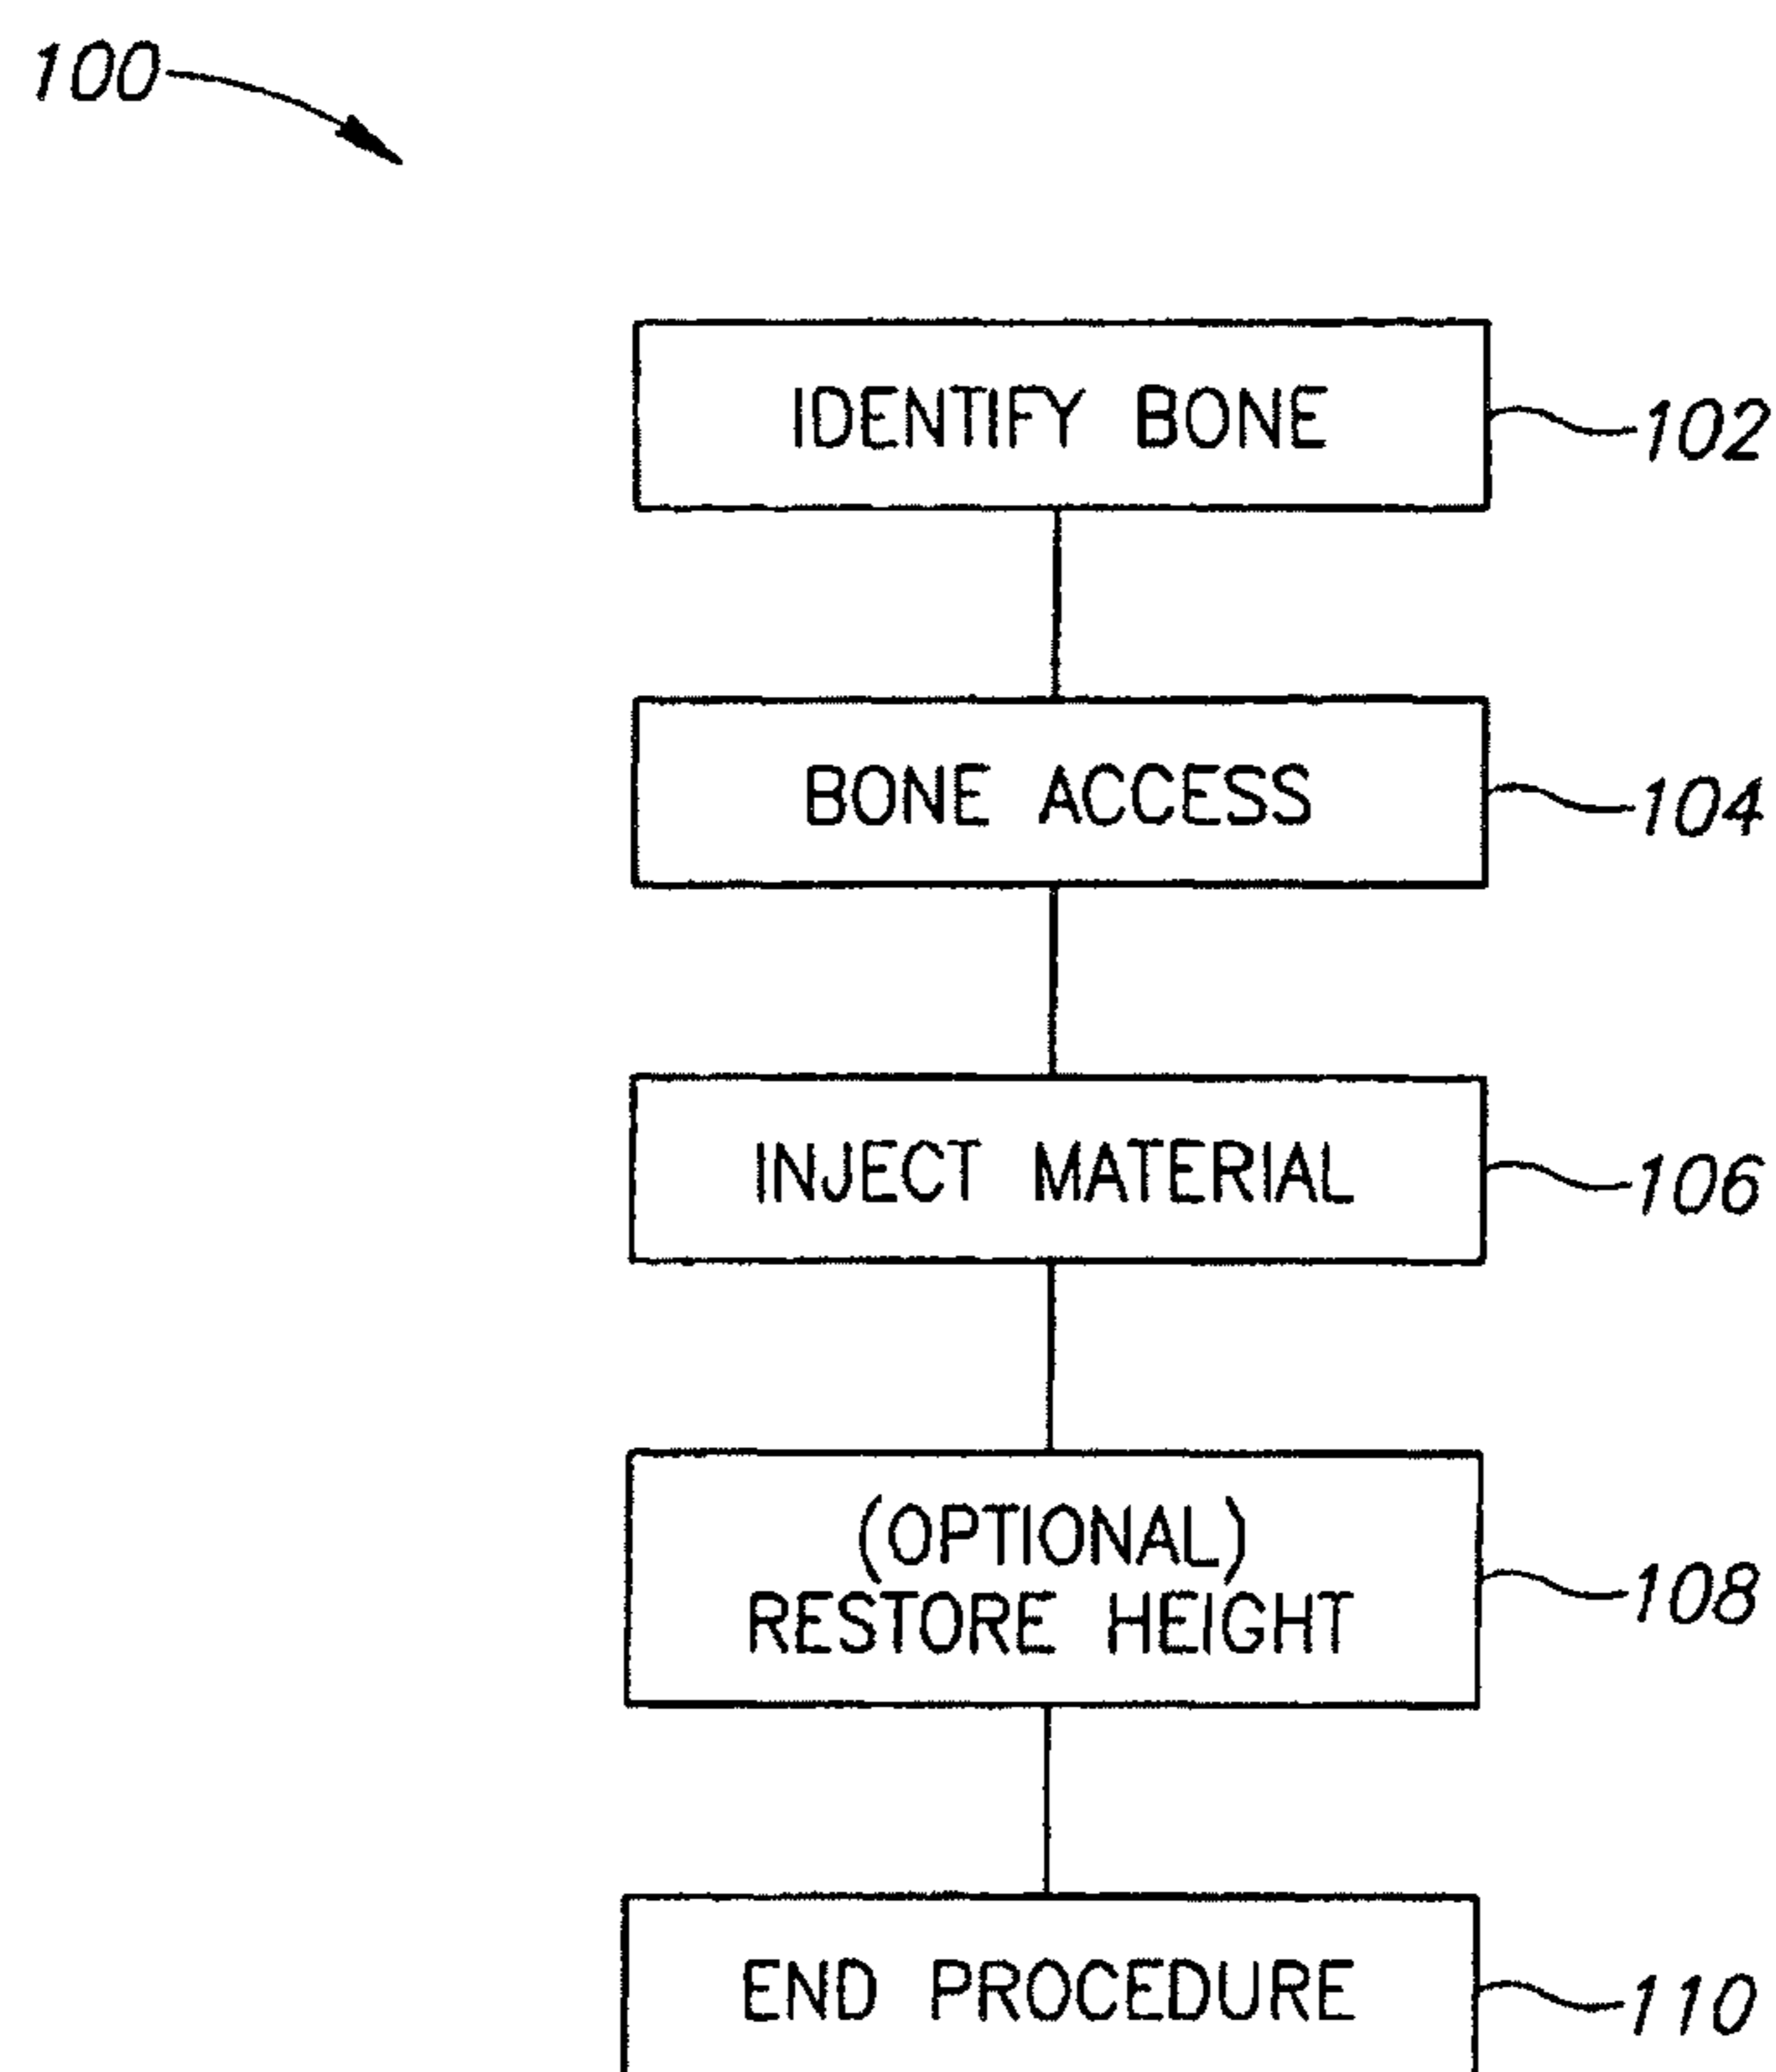 100
IDENTIFY BONE
102
BONE ACCESS
104
INJECT MATERIAL
106
(OPTIONAL)
RESTORE HEIGHT
108
END PROCEDURE
110